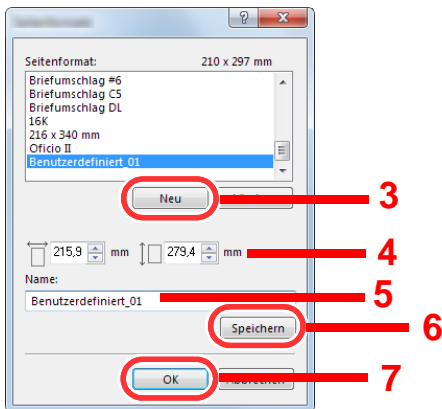 Seitenformat: 210 x 297 mm
Briefumschlag #6
Briefumschlag C5
Briefumschlag DL
16K
216 x 340 mm
Oficio II
Benutzerdefiniert_01
Neu
3
215,9 mm 279,4 mm
4
Name:
Benutzerdefiniert_01
5
Speichern
6
OK Abbrechen
7